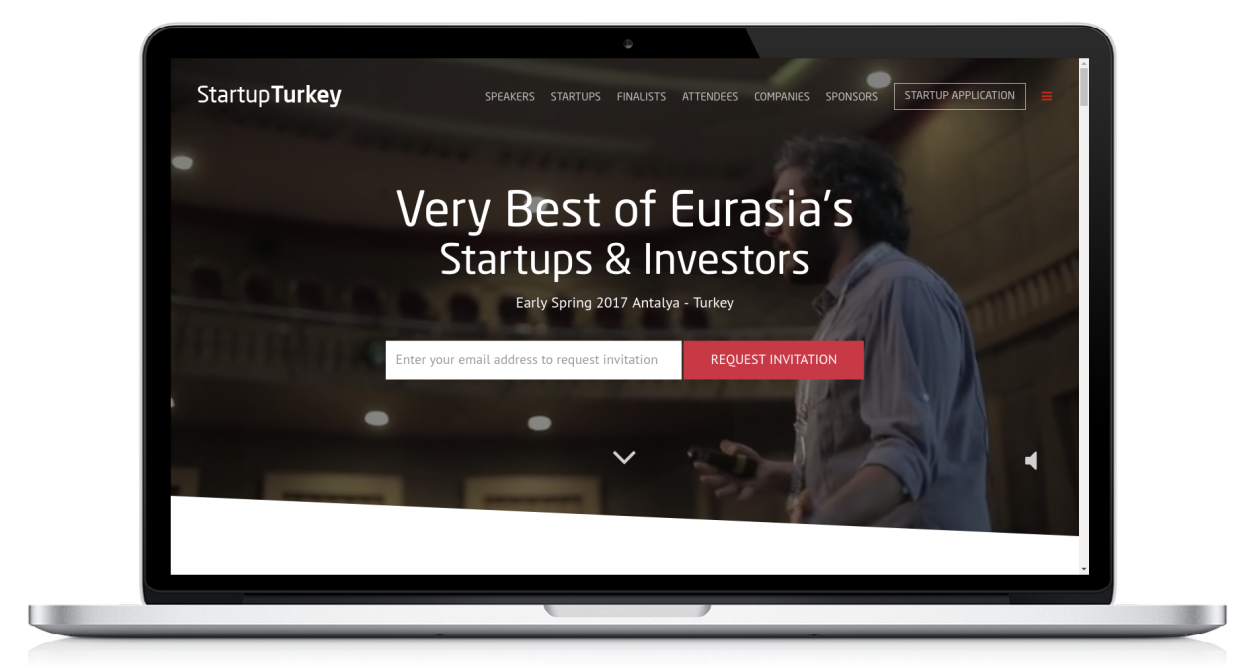 StartupTurkey
SPEAKERS STARTUPS FINALISTS ATTENDEES COMPANIES SPONSORS STARTUP APPLICATION
Very Best of Eurasia's
Startups & Investors
Early Spring 2017 Antalya - Turkey
Enter your email address to request invitation REQUEST INVITATION